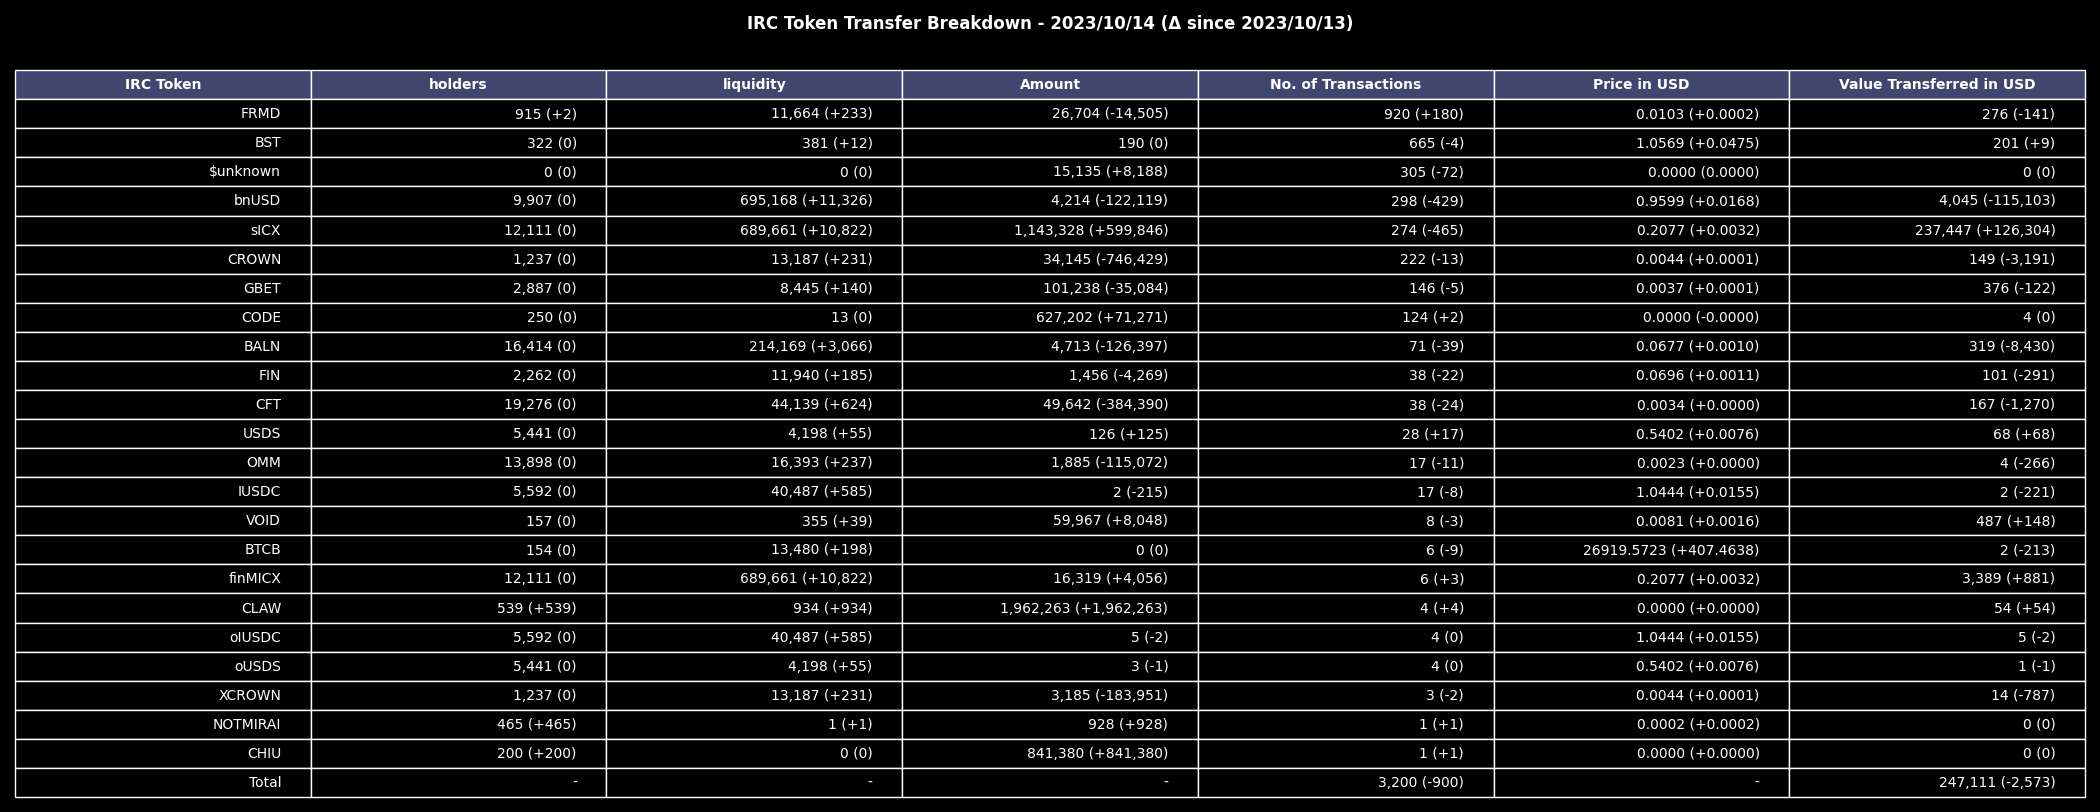 IRC Token Transfer Breakdown - 2023/10/14 (Δ since 2023/10/13)
IRC Token holders liquidity Amount No. of Transactions Price in USD Value Transferred in USD
FRMD 915 (+2) 11,664 (+233) 26,704 (-14,505) 920 (+180) 0.0103 (+0.0002) 276 (-141)
BST 322 (0) 381 (+12) 190 (0) 665 (-4) 1.0569 (+0.0475) 201 (+9)
$unknown 0 (0) 0 (0) 15,135 (+8,188) 305 (-72) 0.0000 (0.0000) 0 (0)
bnUSD 9,907 (0) 695,168 (+11,326) 4,214 (-122,119) 298 (-429) 0.9599 (+0.0168) 4,045 (-115,103)
sICX 12,111 (0) 689,661 (+10,822) 1,143,328 (+599,846) 274 (-465) 0.2077 (+0.0032) 237,447 (+126,304)
CROWN 1,237 (0) 13,187 (+231) 34,145 (-746,429) 222 (-13) 0.0044 (+0.0001) 149 (-3,191)
GBET 2,887 (0) 8,445 (+140) 101,238 (-35,084) 146 (-5) 0.0037 (+0.0001) 376 (-122)
CODE 250 (0) 13 (0) 627,202 (+71,271) 124 (+2) 0.0000 (-0.0000) 4 (0)
BALN 16,414 (0) 214,169 (+3,066) 4,713 (-126,397) 71 (-39) 0.0677 (+0.0010) 319 (-8,430)
FIN 2,262 (0) 11,940 (+185) 1,456 (-4,269) 38 (-22) 0.0696 (+0.0011) 101 (-291)
CFT 19,276 (0) 44,139 (+624) 49,642 (-384,390) 38 (-24) 0.0034 (+0.0000) 167 (-1,270)
USDS 5,441 (0) 4,198 (+55) 126 (+125) 28 (+17) 0.5402 (+0.0076) 68 (+68)
OMM 13,898 (0) 16,393 (+237) 1,885 (-115,072) 17 (-11) 0.0023 (+0.0000) 4 (-266)
IUSDC 5,592 (0) 40,487 (+585) 2 (-215) 17 (-8) 1.0444 (+0.0155) 2 (-221)
VOID 157 (0) 355 (+39) 59,967 (+8,048) 8 (-3) 0.0081 (+0.0016) 487 (+148)
BTCB 154 (0) 13,480 (+198) 0 (0) 6 (-9) 26919.5723 (+407.4638) 2 (-213)
finMICX 12,111 (0) 689,661 (+10,822) 16,319 (+4,056) 6 (+3) 0.2077 (+0.0032) 3,389 (+881)
CLAW 539 (+539) 934 (+934) 1,962,263 (+1,962,263) 4 (+4) 0.0000 (+0.0000) 54 (+54)
oIUSDC 5,592 (0) 40,487 (+585) 5 (-2) 4 (0) 1.0444 (+0.0155) 5 (-2)
oUSDS 5,441 (0) 4,198 (+55) 3 (-1) 4 (0) 0.5402 (+0.0076) 1 (-1)
XCROWN 1,237 (0) 13,187 (+231) 3,185 (-183,951) 3 (-2) 0.0044 (+0.0001) 14 (-787)
NOTMIRAI 465 (+465) 1 (+1) 928 (+928) 1 (+1) 0.0002 (+0.0002) 0 (0)
CHIU 200 (+200) 0 (0) 841,380 (+841,380) 1 (+1) 0.0000 (+0.0000) 0 (0)
Total - - - 3,200 (-900) - 247,111 (-2,573)